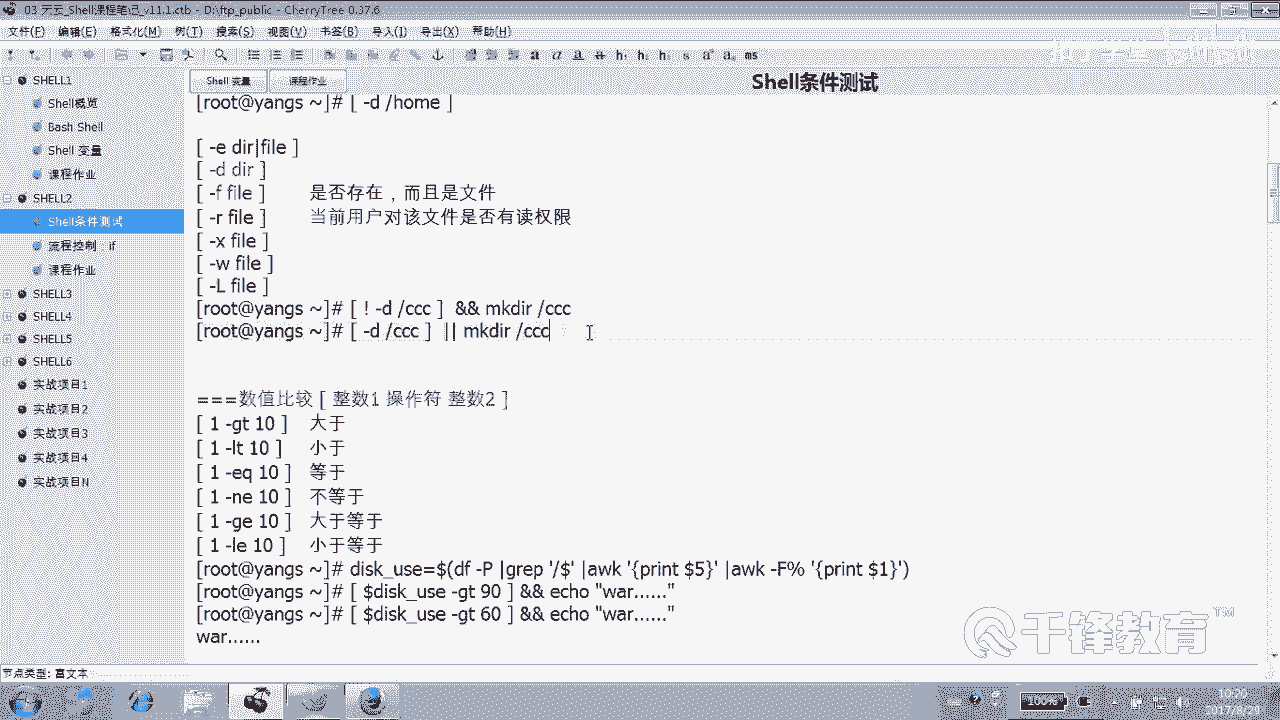 03_天云_Shell课程笔记_v11.1.ctb - D:\ftp_public - CherryTree 0.37.6
文件(F) 编辑(E) 格式化(M) 树(T) 搜索(S) 视图(V) 书签(B) 导入(I) 导出(X) 帮助(H)
SHELL1
Shell概览
Bash Shell
Shell 变量
课程作业
SHELL2
Shell条件测试
流程控制：if
课程作业
SHELL3
SHELL4
SHELL5
SHELL6
实战项目1
实战项目2
实战项目3
实战项目4
实战项目N
Shell 变量 课程作业 Shell条件测试
[root@yangs ~]# [ -d /home ]
[ -e dir|file ]
[ -d dir ]
[ -f file ] 是否存在，而且是文件
[ -r file ] 当前用户对该文件是否有读权限
[ -x file ]
[ -w file ]
[ -L file ]
[root@yangs ~]# [ ! -d /ccc ] && mkdir /ccc
[root@yangs ~]# [ -d /ccc ] || mkdir /ccc
===数值比较 [ 整数1 操作符 整数2 ]
[ 1 -gt 10 ] 大于
[ 1 -lt 10 ] 小于
[ 1 -eq 10 ] 等于
[ 1 -ne 10 ] 不等于
[ 1 -ge 10 ] 大于等于
[ 1 -le 10 ] 小于等于
[root@yangs ~]# disk_use=$(df -P |grep '/$' |awk '{print $5}' |awk -F% '{print $1}')
[root@yangs ~]# [ $disk_use -gt 90 ] && echo "war......"
[root@yangs ~]# [ $disk_use -gt 60 ] && echo "war......"
war......
千锋教育 TM
节点类型: 富文本
100%
10:20
2017/8/29